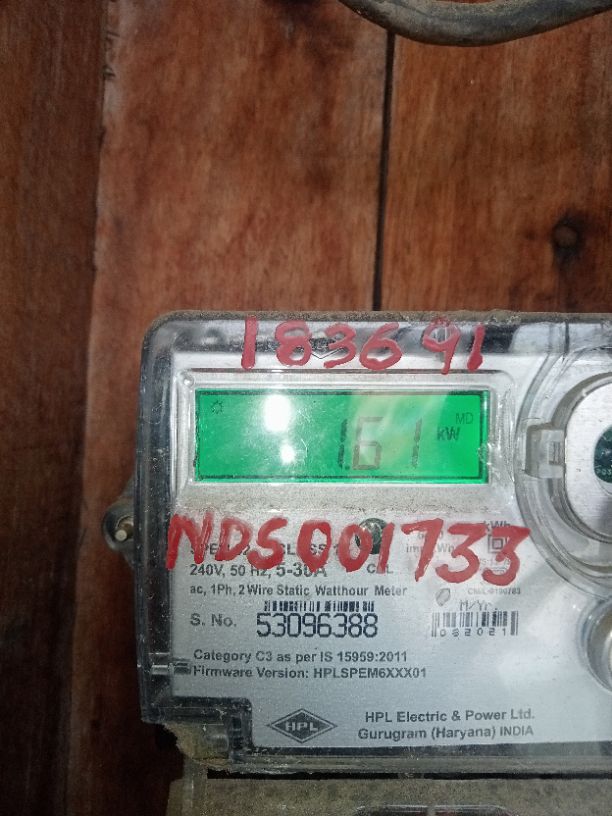 183691
MD
1.61 kW
NDS001733
240V, 50 Hz, 5-30A
ac, 1Ph, 2 Wire Static Watthour Meter
S. No. 53096388
M/Yr.
082021
Category C3 as per IS 15959:2011
Firmware Version: HPLSPEM6XXX01
HPL
HPL Electric & Power Ltd.
Gurugram (Haryana) INDIA